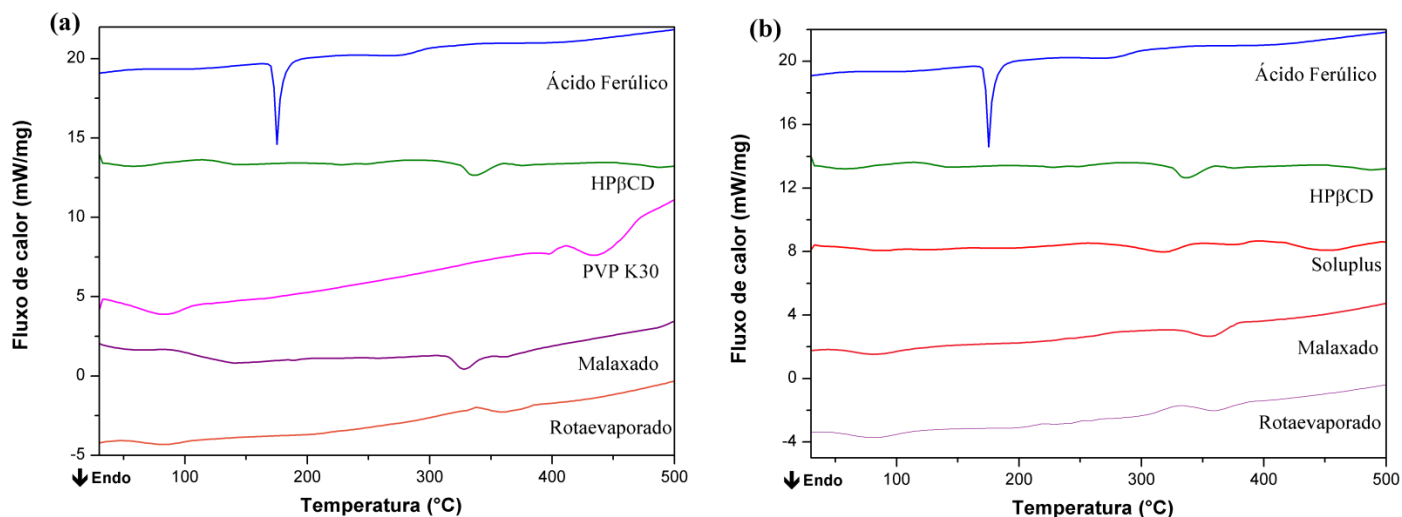 (a)
Fluxo de calor (mW/mg)
20
15
10
5
0
-5
Ácido Ferúlico
HPβCD
PVP K30
Malaxado
Rotaevaporado
Endo
100
200
300
400
500
Temperatura (°C)
(b)
Fluxo de calor (mW/mg)
20
16
12
8
4
0
-4
Ácido Ferúlico
HPβCD
Soluplus
Malaxado
Rotaevaporado
Endo
100
200
300
400
500
Temperatura (°C)